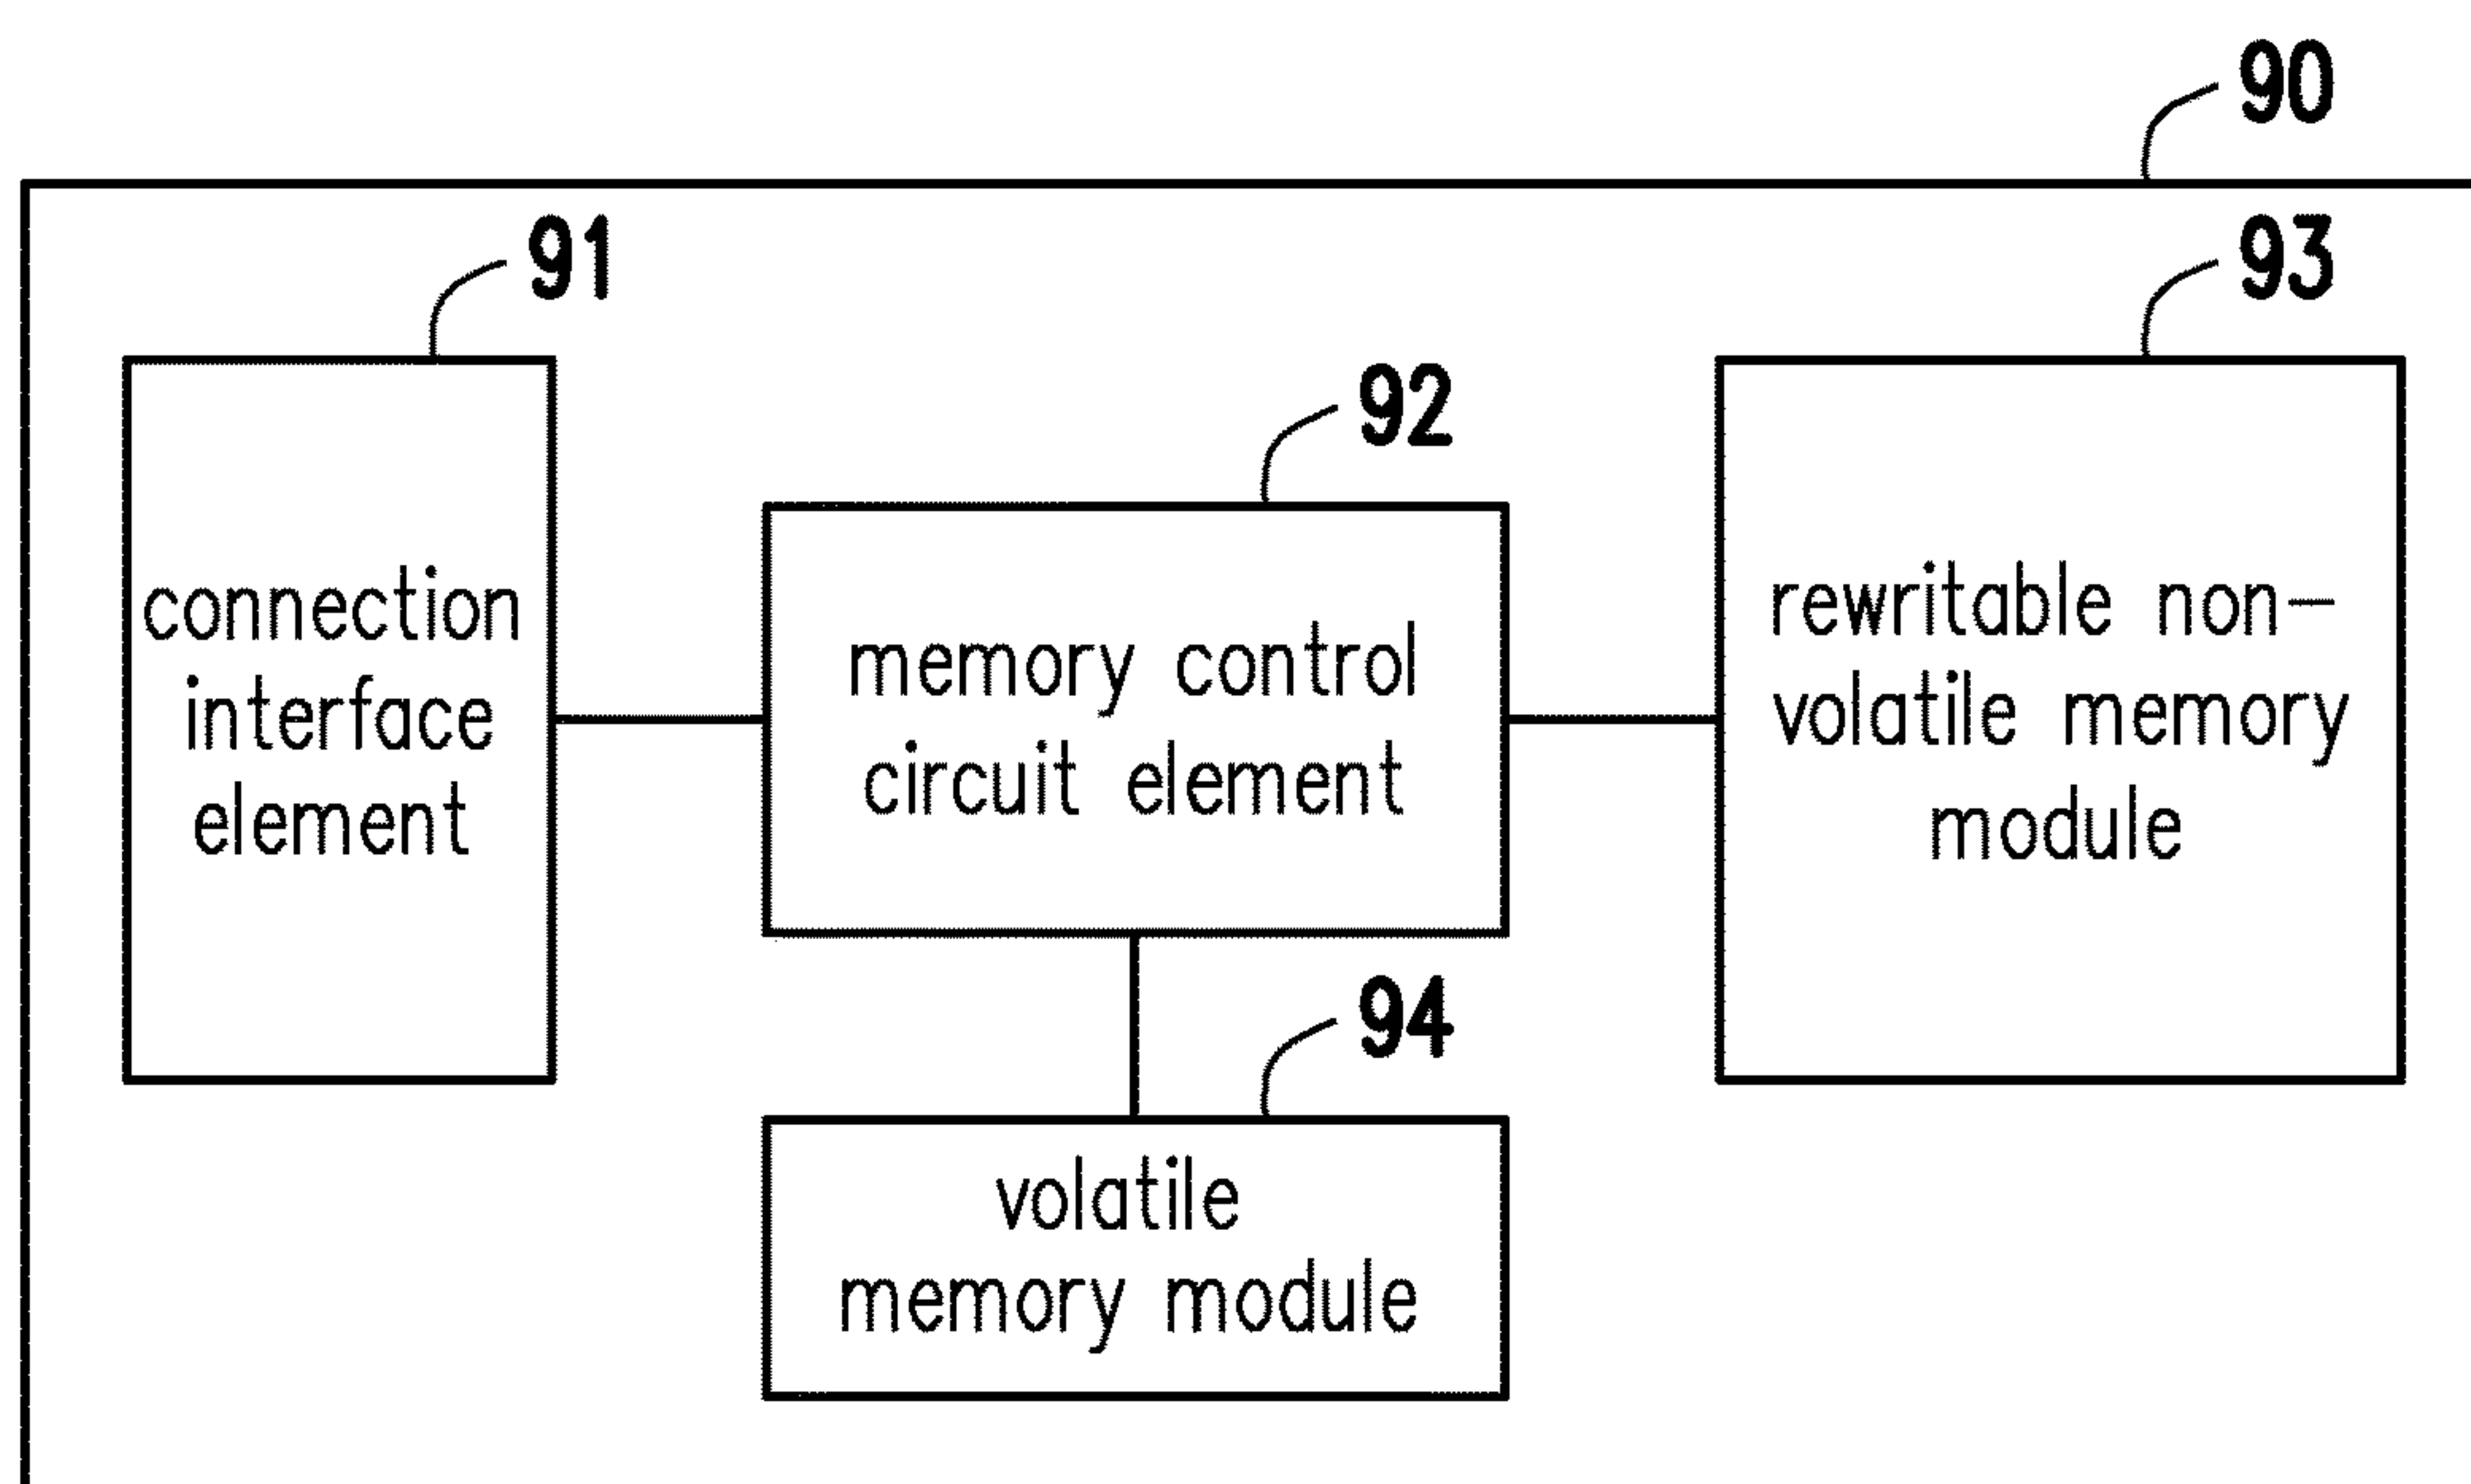 90
91
93
92
connection
interface
element
memory control
circuit element
rewritable non-
volatile memory
module
94
volatile
memory module